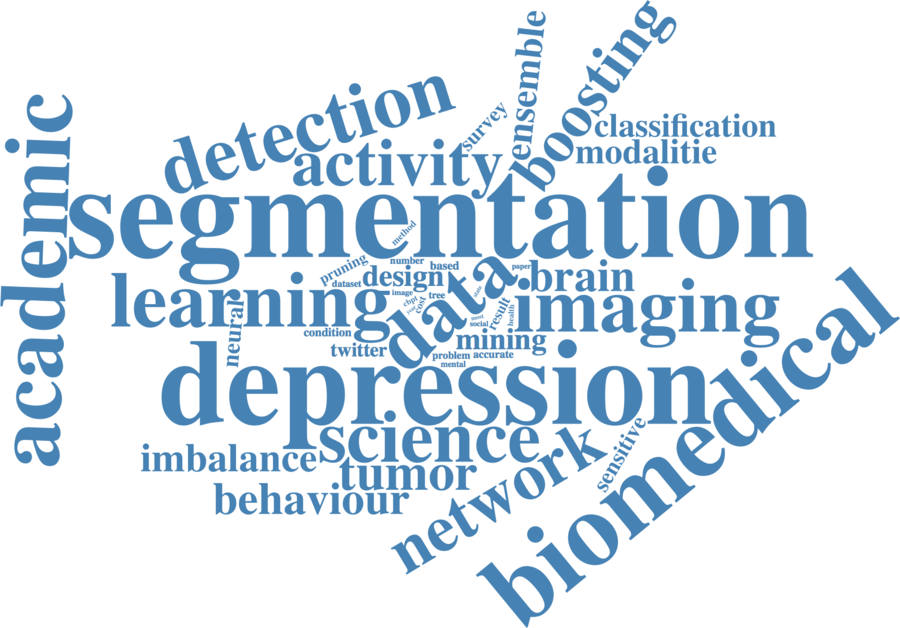 ensemble
boosting
detection
survey
classification
academic
activity
modalitie
segmentation
method
number
based
paper
pruning
dataset
design
data
brain
learning
image
tree
cost
result
health
imaging
neural
condition
social
mining
twitter
problem
accurate
mental
depression
biomedical
science
sensitive
imbalance
tumor
network
behaviour